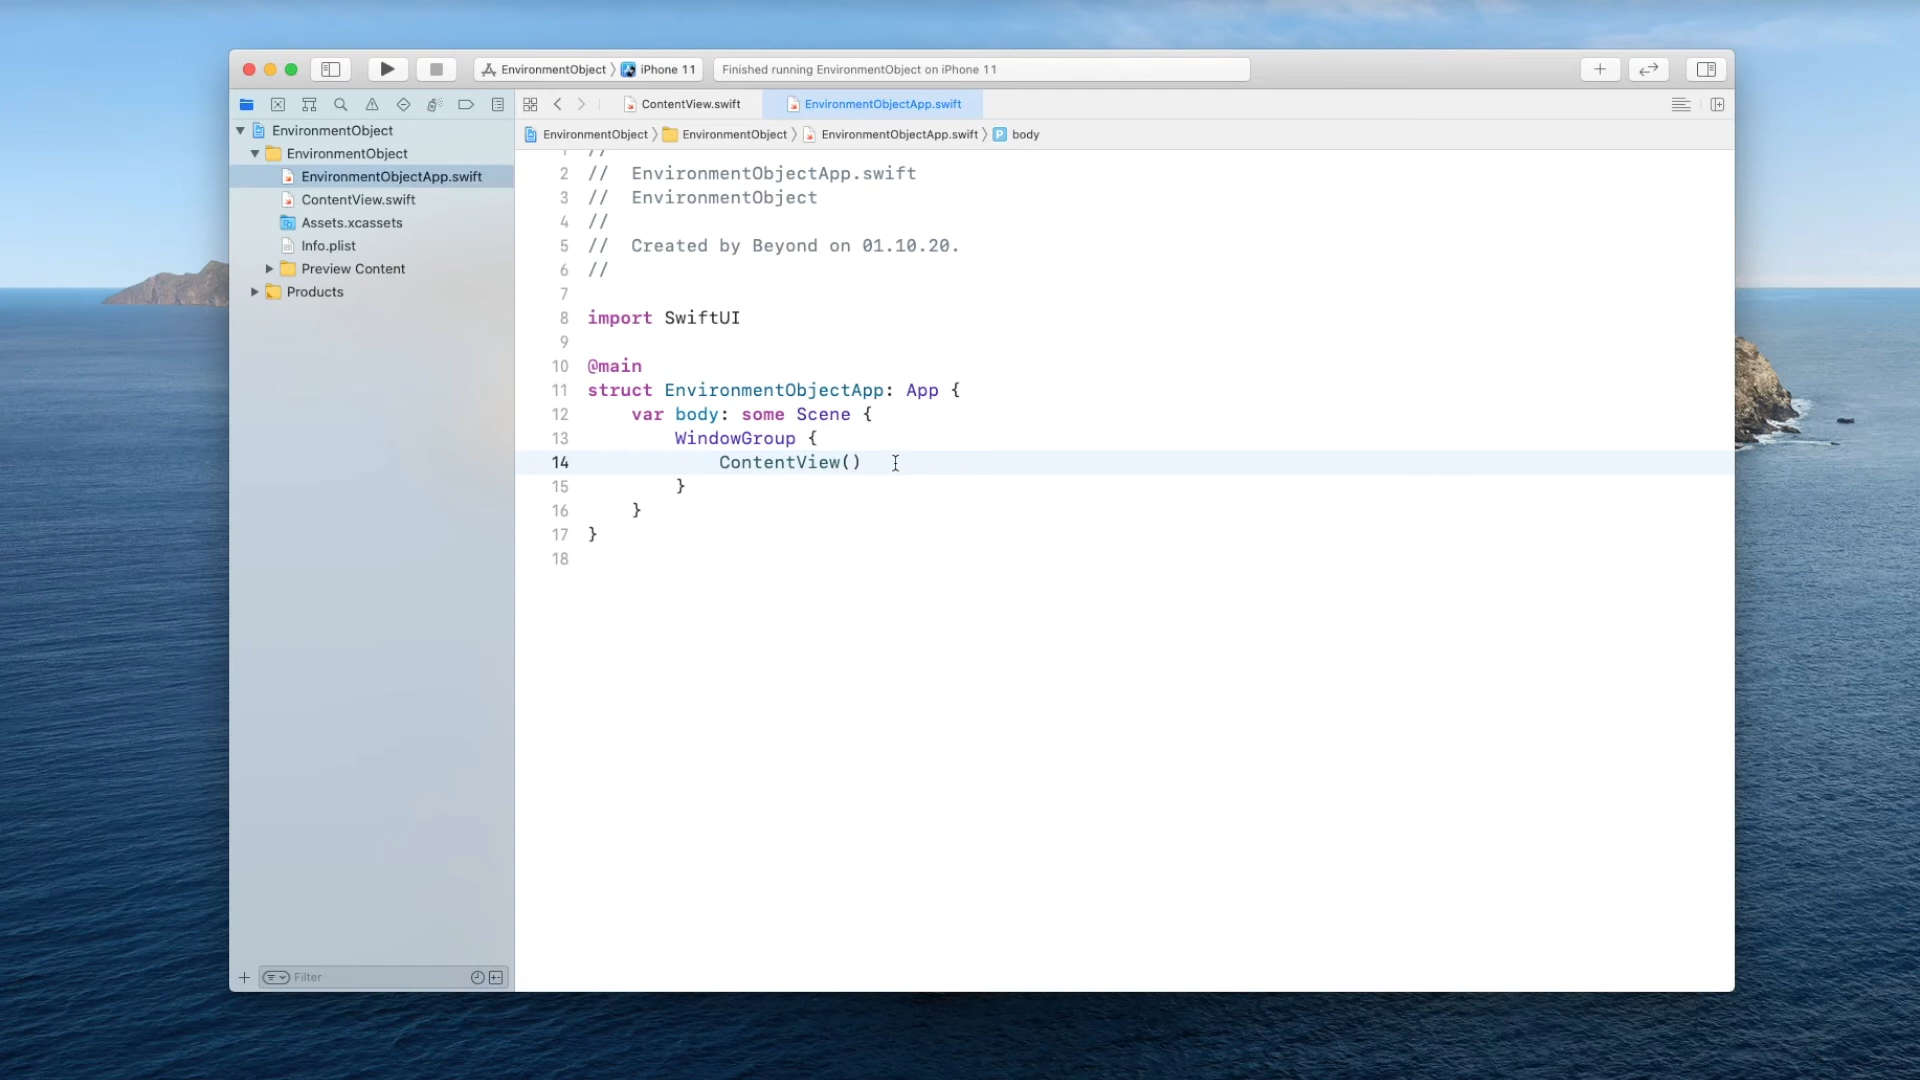 EnvironmentObject 〉 iPhone 11
Finished running EnvironmentObject on iPhone 11
ContentView.swift
EnvironmentObjectApp.swift
EnvironmentObject 〉 EnvironmentObject 〉 EnvironmentObjectApp.swift 〉 P body
EnvironmentObject
EnvironmentObject
EnvironmentObjectApp.swift
ContentView.swift
Assets.xcassets
Info.plist
Preview Content
Products
Filter
1 //
2 //  EnvironmentObjectApp.swift
3 //  EnvironmentObject
4 //
5 //  Created by Beyond on 01.10.20.
6 //
7
8 import SwiftUI
9
10 @main
11 struct EnvironmentObjectApp: App {
12     var body: some Scene {
13         WindowGroup {
14             ContentView()
15         }
16     }
17 }
18